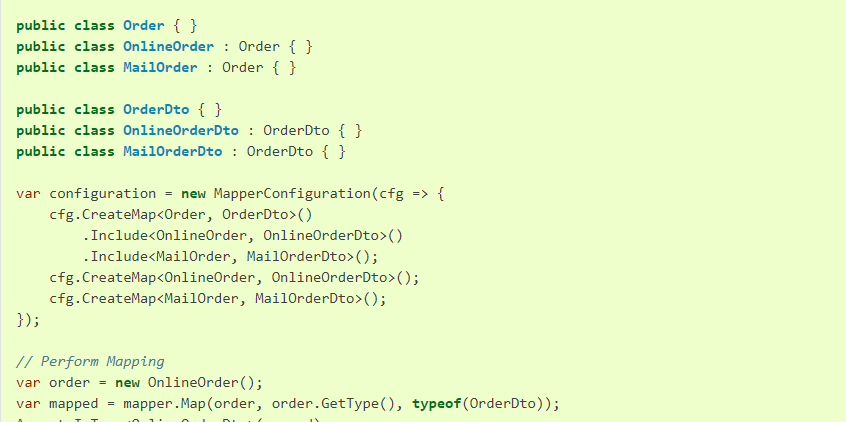 public class Order { }
public class OnlineOrder : Order { }
public class MailOrder : Order { }
public class OrderDto { }
public class OnlineOrderDto : OrderDto { }
public class MailOrderDto : OrderDto { }
var configuration = new MapperConfiguration(cfg => {
    cfg.CreateMap<Order, OrderDto>()
        .Include<OnlineOrder, OnlineOrderDto>()
        .Include<MailOrder, MailOrderDto>();
    cfg.CreateMap<OnlineOrder, OnlineOrderDto>();
    cfg.CreateMap<MailOrder, MailOrderDto>();
});
// Perform Mapping
var order = new OnlineOrder();
var mapped = mapper.Map(order, order.GetType(), typeof(OrderDto));